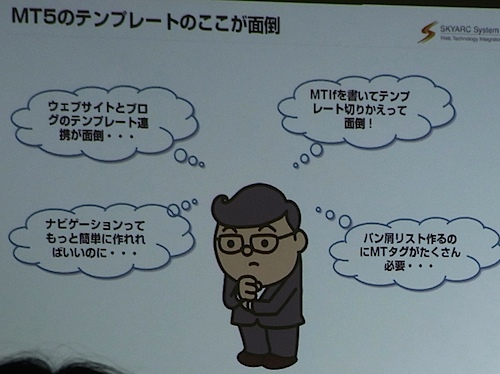 MT5のテンプレートのここが面倒
SKYARC System
Web Technology Integrator
ウェブサイトとブロ
グのテンプレート連
携が面倒・・・
MTIfを書いてテンプ
レート切りかえって
面倒！
ナビゲーションって
もっと簡単に作れれ
ばいいのに・・・
パン屑リスト作るの
にMTタグがたくさん
必要・・・